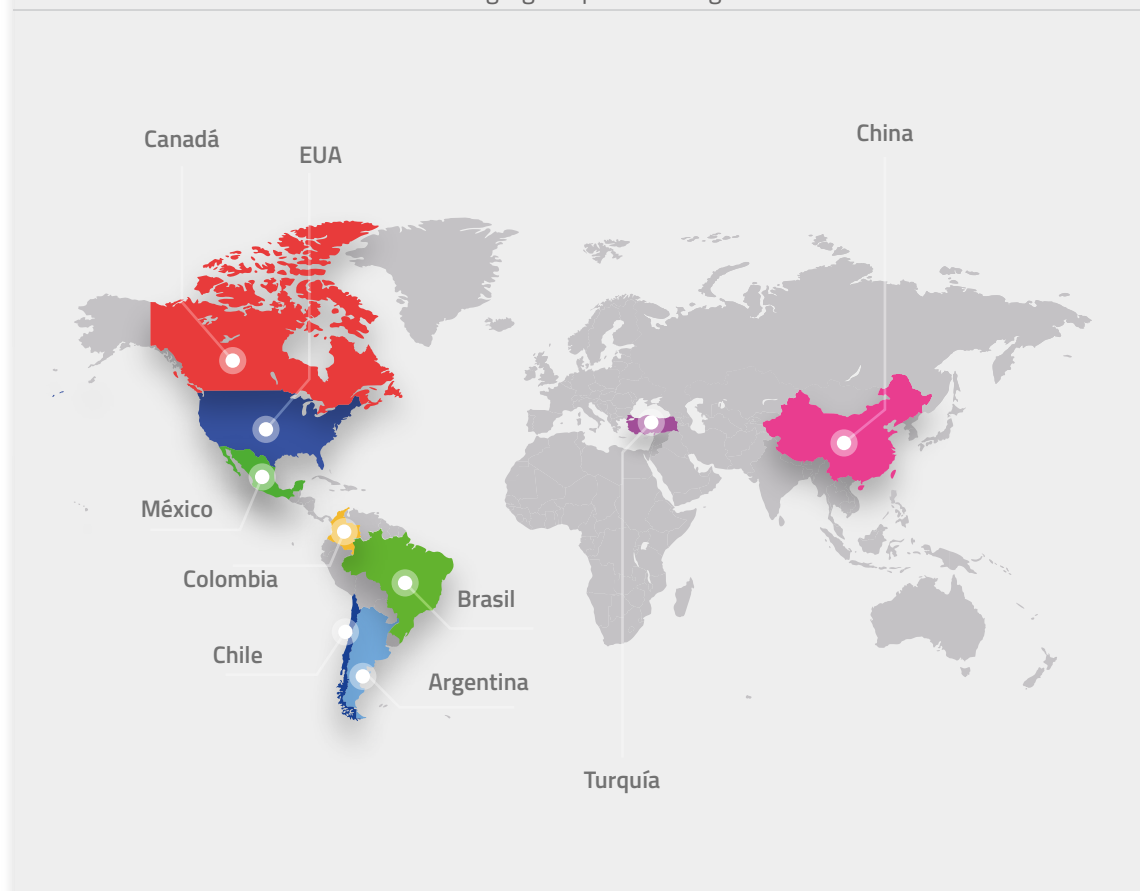 China
Canadá
EUA
México
Colombia
Brasil
Chile
Argentina
Turquía